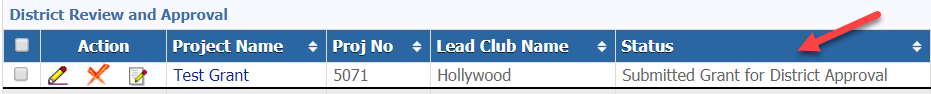 District Review and Approval
Action Project Name Proj No Lead Club Name Status
Test Grant 5071 Hollywood Submitted Grant for District Approval